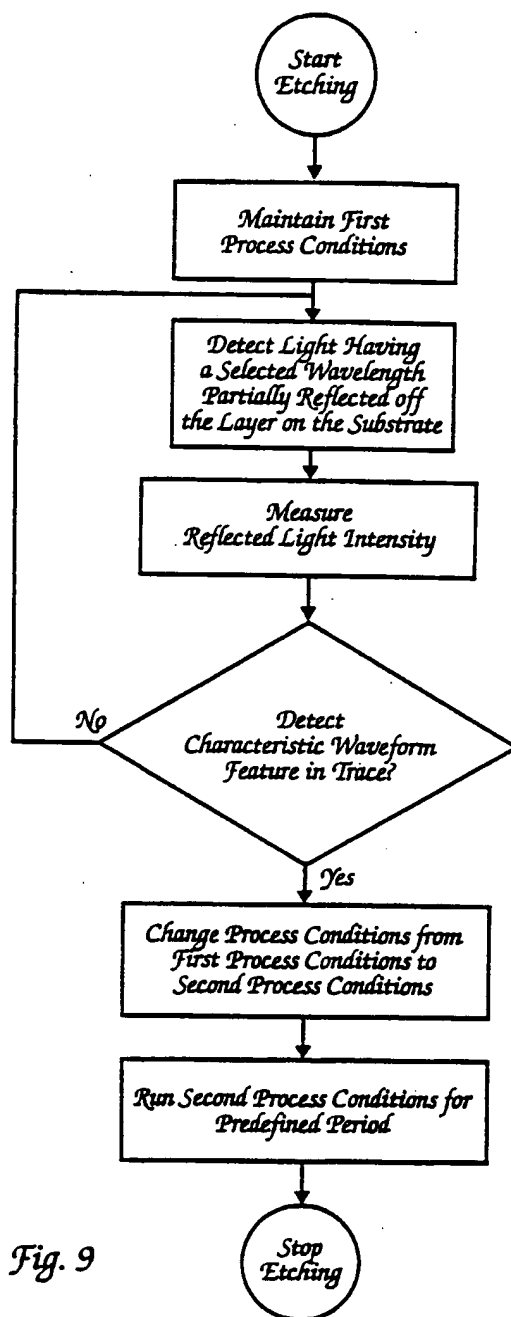 Start
Etching
Maintain First
Process Conditions
Detect Light Having
a Selected Wavelength
Partially Reflected off
the Layer on the Substrate
Measure
Reflected Light Intensity
No
Detect
Characteristic Waveform
Feature in Trace?
Yes
Change Process Conditions from
First Process Conditions to
Second Process Conditions
Run Second Process Conditions for
Predefined Period
Stop
Etching
Fig. 9